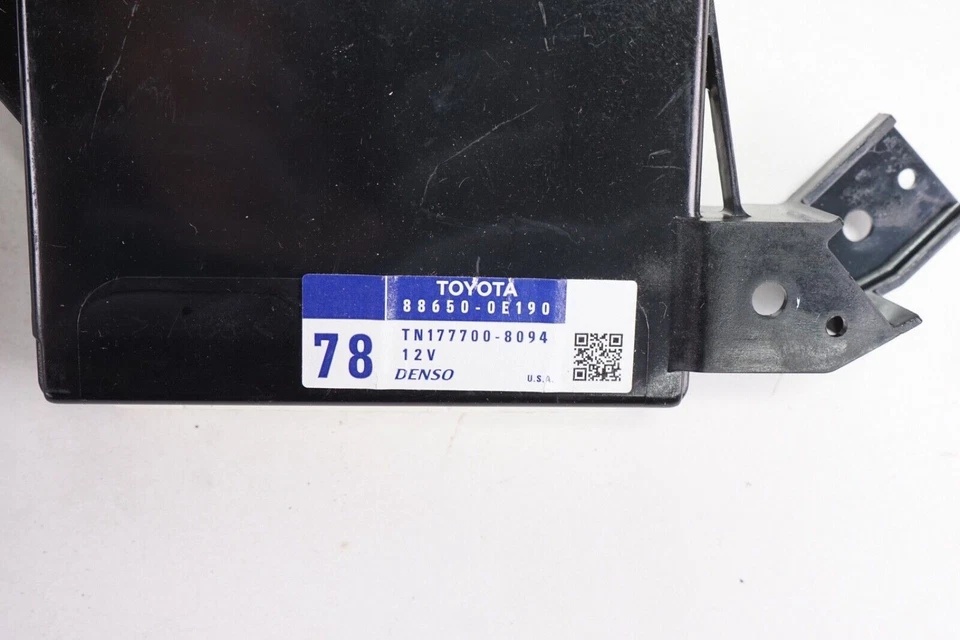 TOYOTA
88650-0E190
78
TN177700-8094
12V
DENSO
U.S.A.